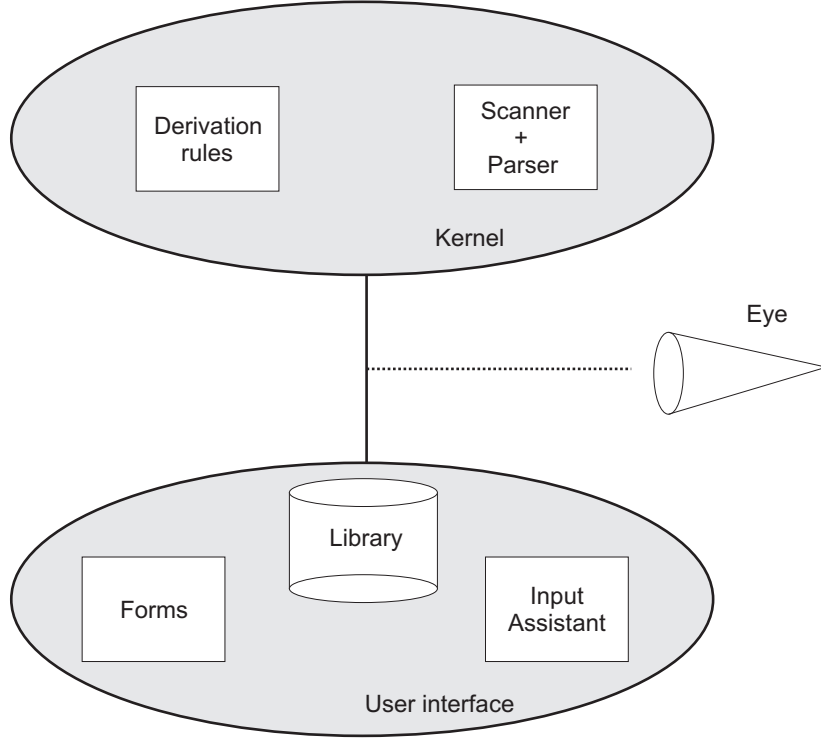 Derivation
rules
Scanner
+
Parser
Kernel
Eye
Library
Forms
Input
Assistant
User interface